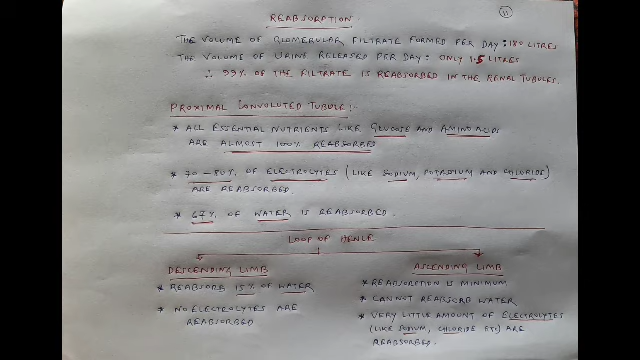 REABSORPTION
11
THE VOLUME OF GLOMERULAR FILTRATE FORMED PER DAY : 180 LITRES
THE VOLUME OF URINE RELEASED PER DAY : ONLY 1.5 LITRES
∴ 99% OF THE FILTRATE IS REABSORBED IN THE RENAL TUBULES.
PROXIMAL CONVOLUTED TUBULE :
* ALL ESSENTIAL NUTRIENTS LIKE GLUCOSE AND AMINO ACIDS
ARE ALMOST 100% REABSORBED
* 70 - 80% OF ELECTROLYTES (LIKE SODIUM, POTASSIUM AND CHLORIDE)
ARE REABSORBED.
* 67% OF WATER IS REABSORBED.
LOOP OF HENLE
DESCENDING LIMB
* REABSORB 15% OF WATER
* NO ELECTROLYTES ARE
REABSORBED
ASCENDING LIMB
* REABSORPTION IS MINIMUM
* CANNOT REABSORB WATER
* VERY LITTLE AMOUNT OF ELECTROLYTES
(LIKE SODIUM, CHLORIDE ETC) ARE
REABSORBED.